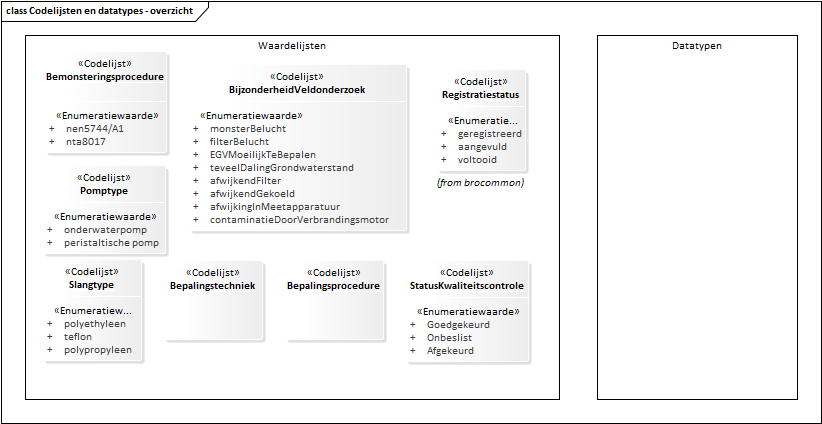 class Codelijsten en datatypes - overzicht
Waardelijsten
«Codelijst»
Bemonsteringsprocedure
«Enumeratiewaarde»
+ nen5744/A1
+ nta8017
«Codelijst»
BijzonderheidVeldonderzoek
«Enumeratiewaarde»
+ monsterBelucht
+ filterBelucht
+ EGVMoeilijkTeBepalen
+ teveelDalingGrondwaterstand
+ afwijkendFilter
+ afwijkendGekoeld
+ afwijkingInMeetapparatuur
+ contaminatieDoorVerbrandingsmotor
«Codelijst»
Registratiestatus
«Enumeratie...
+ geregistreerd
+ aangevuld
+ voltooid
(from brocommon)
«Codelijst»
Pomptype
«Enumeratiewaarde»
+ onderwaterpomp
+ peristaltische pomp
«Codelijst»
Slangtype
«Enumeratiew...
+ polyethyleen
+ teflon
+ polypropyleen
«Codelijst»
Bepalingstechniek
«Codelijst»
Bepalingsprocedure
«Codelijst»
StatusKwaliteitscontrole
«Enumeratiewaarde»
+ Goedgekeurd
+ Onbeslist
+ Afgekeurd
Datatypen